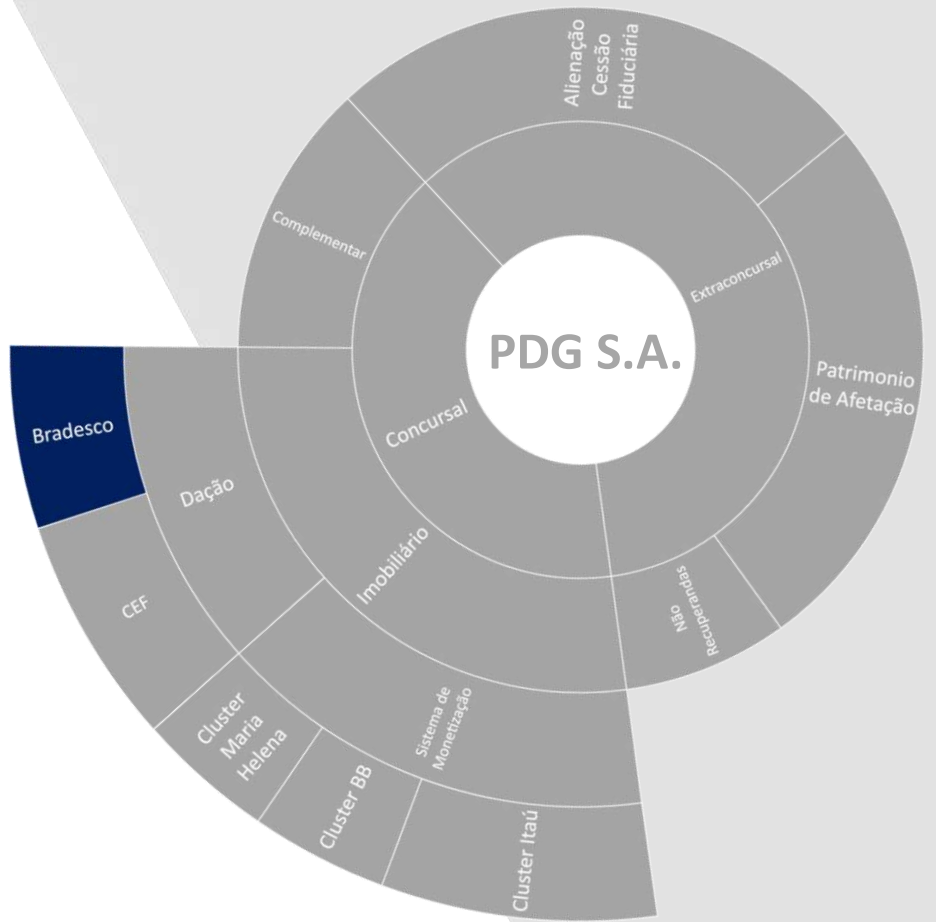 Alienação
Cessão
Fiduciária
Complementar
Extraconcursal
PDG S.A.
Patrimonio
de Afetação
Concursal
Bradesco
Dação
Imobiliário
CEF
Não
Recuperandas
Sistema de
Monetização
Cluster
Maria
Helena
Cluster BB
Cluster Itaú